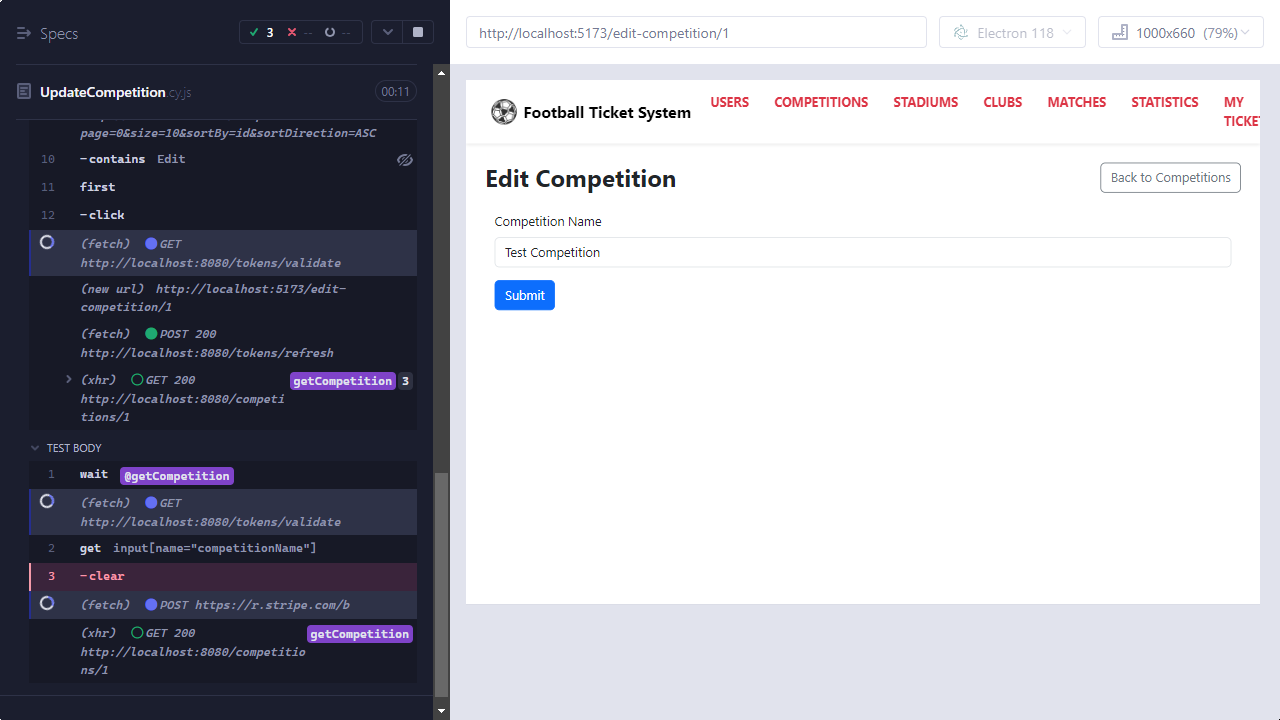 Specs
3
--
--
UpdateCompetition.cy.js
00:11
page=0&size=10&sortBy=id&sortDirection=ASC
10 -contains Edit
11 first
12 -click
(fetch) GET
http://localhost:8080/tokens/validate
(new url) http://localhost:5173/edit-
competition/1
(fetch) POST 200
http://localhost:8080/tokens/refresh
(xhr) GET 200 getCompetition 3
http://localhost:8080/competi
tions/1
TEST BODY
1 wait @getCompetition
(fetch) GET
http://localhost:8080/tokens/validate
2 get input[name="competitionName"]
3 -clear
(fetch) POST https://r.stripe.com/b
(xhr) GET 200 getCompetition
http://localhost:8080/competitio
ns/1
http://localhost:5173/edit-competition/1
Electron 118
1000x660 (79%)
Football Ticket System
USERS
COMPETITIONS
STADIUMS
CLUBS
MATCHES
STATISTICS
MY
Edit Competition
Back to Competitions
Competition Name
Test Competition
Submit